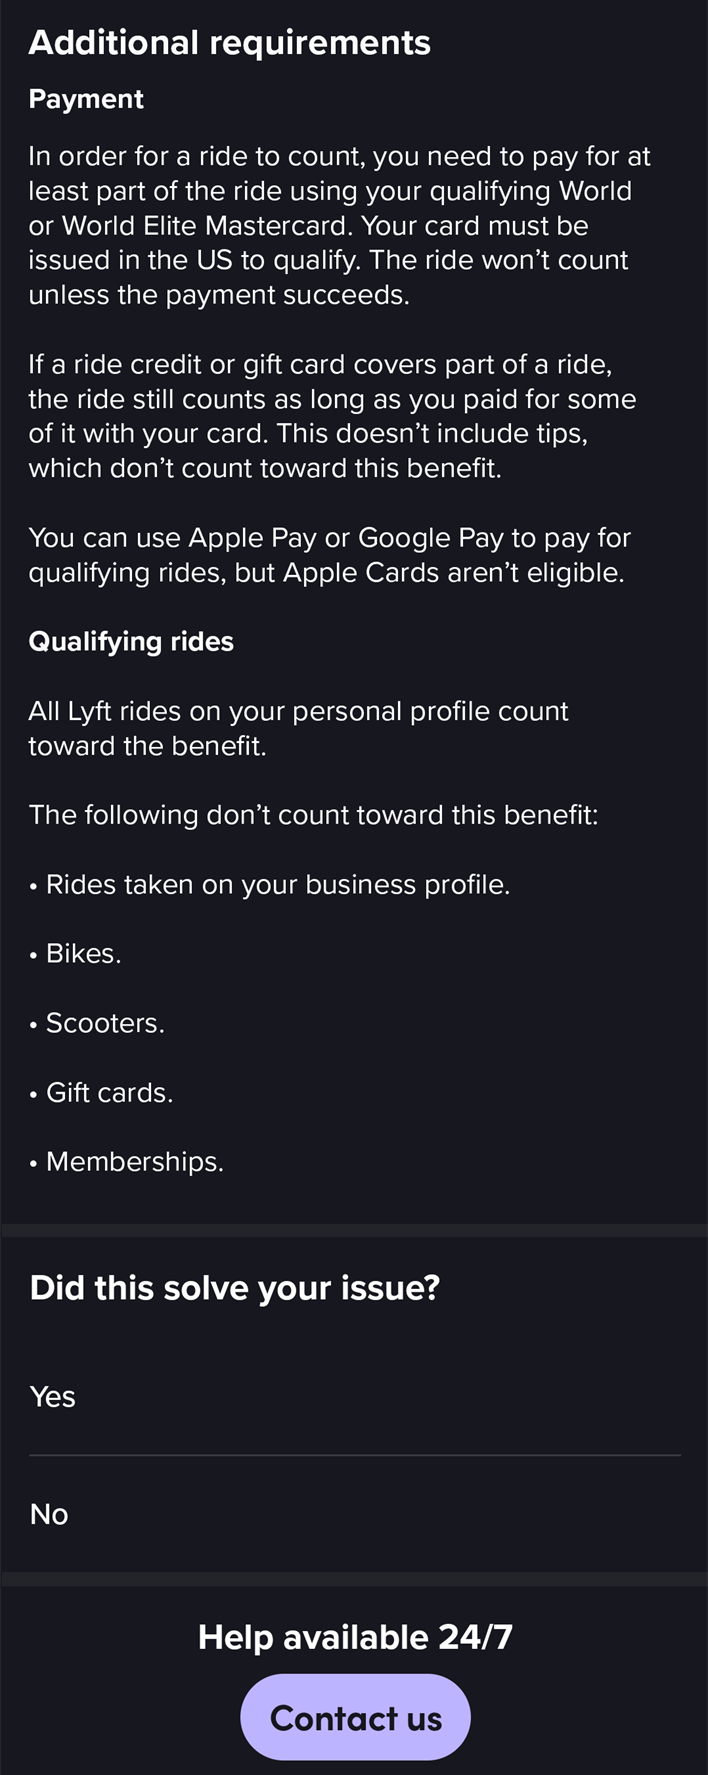 Additional requirements
Payment
In order for a ride to count, you need to pay for at
least part of the ride using your qualifying World
or World Elite Mastercard. Your card must be
issued in the US to qualify. The ride won’t count
unless the payment succeeds.
If a ride credit or gift card covers part of a ride,
the ride still counts as long as you paid for some
of it with your card. This doesn’t include tips,
which don’t count toward this benefit.
You can use Apple Pay or Google Pay to pay for
qualifying rides, but Apple Cards aren’t eligible.
Qualifying rides
All Lyft rides on your personal profile count
toward the benefit.
The following don’t count toward this benefit:
• Rides taken on your business profile.
• Bikes.
• Scooters.
• Gift cards.
• Memberships.
Did this solve your issue?
Yes
No
Help available 24/7
Contact us